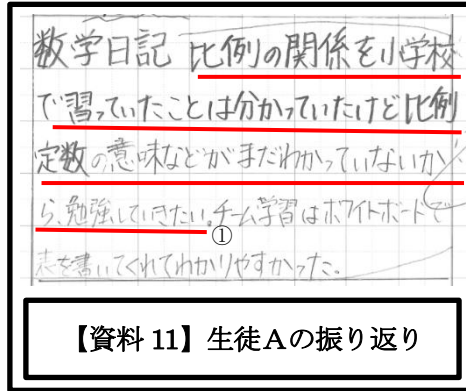 数学日記 比例の関係を小学校
で習っていたことは分かっていたけど比例
定数の意味などがまだわかっていないか
ら、勉強していきたい。チーム学習はホワイトボードで
①
表を書いてくれてわかりやすかった。
【資料 11】生徒Aの振り返り